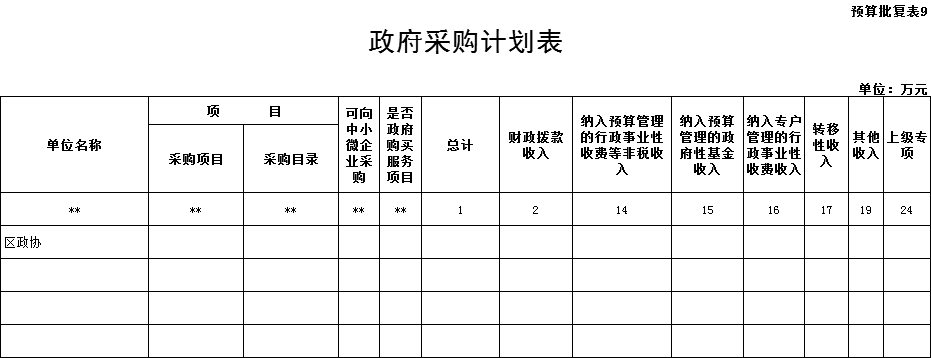 预算批复表9
政府采购计划表
单位：万元
单位名称
项 目
采购项目
采购目录
可向
中小
微企
业采
购
是否
政府
购买
服务
项目
总计
财政拨款
收入
纳入预算管理
的行政事业性
收费等非税收
入
纳入预算
管理的政
府性基金
收入
纳入专户
管理的行
政事业性
收费收入
转移
性收
入
其他
收入
上级专
项
** ** ** ** ** 1 2 14 15 16 17 19 24
区政协